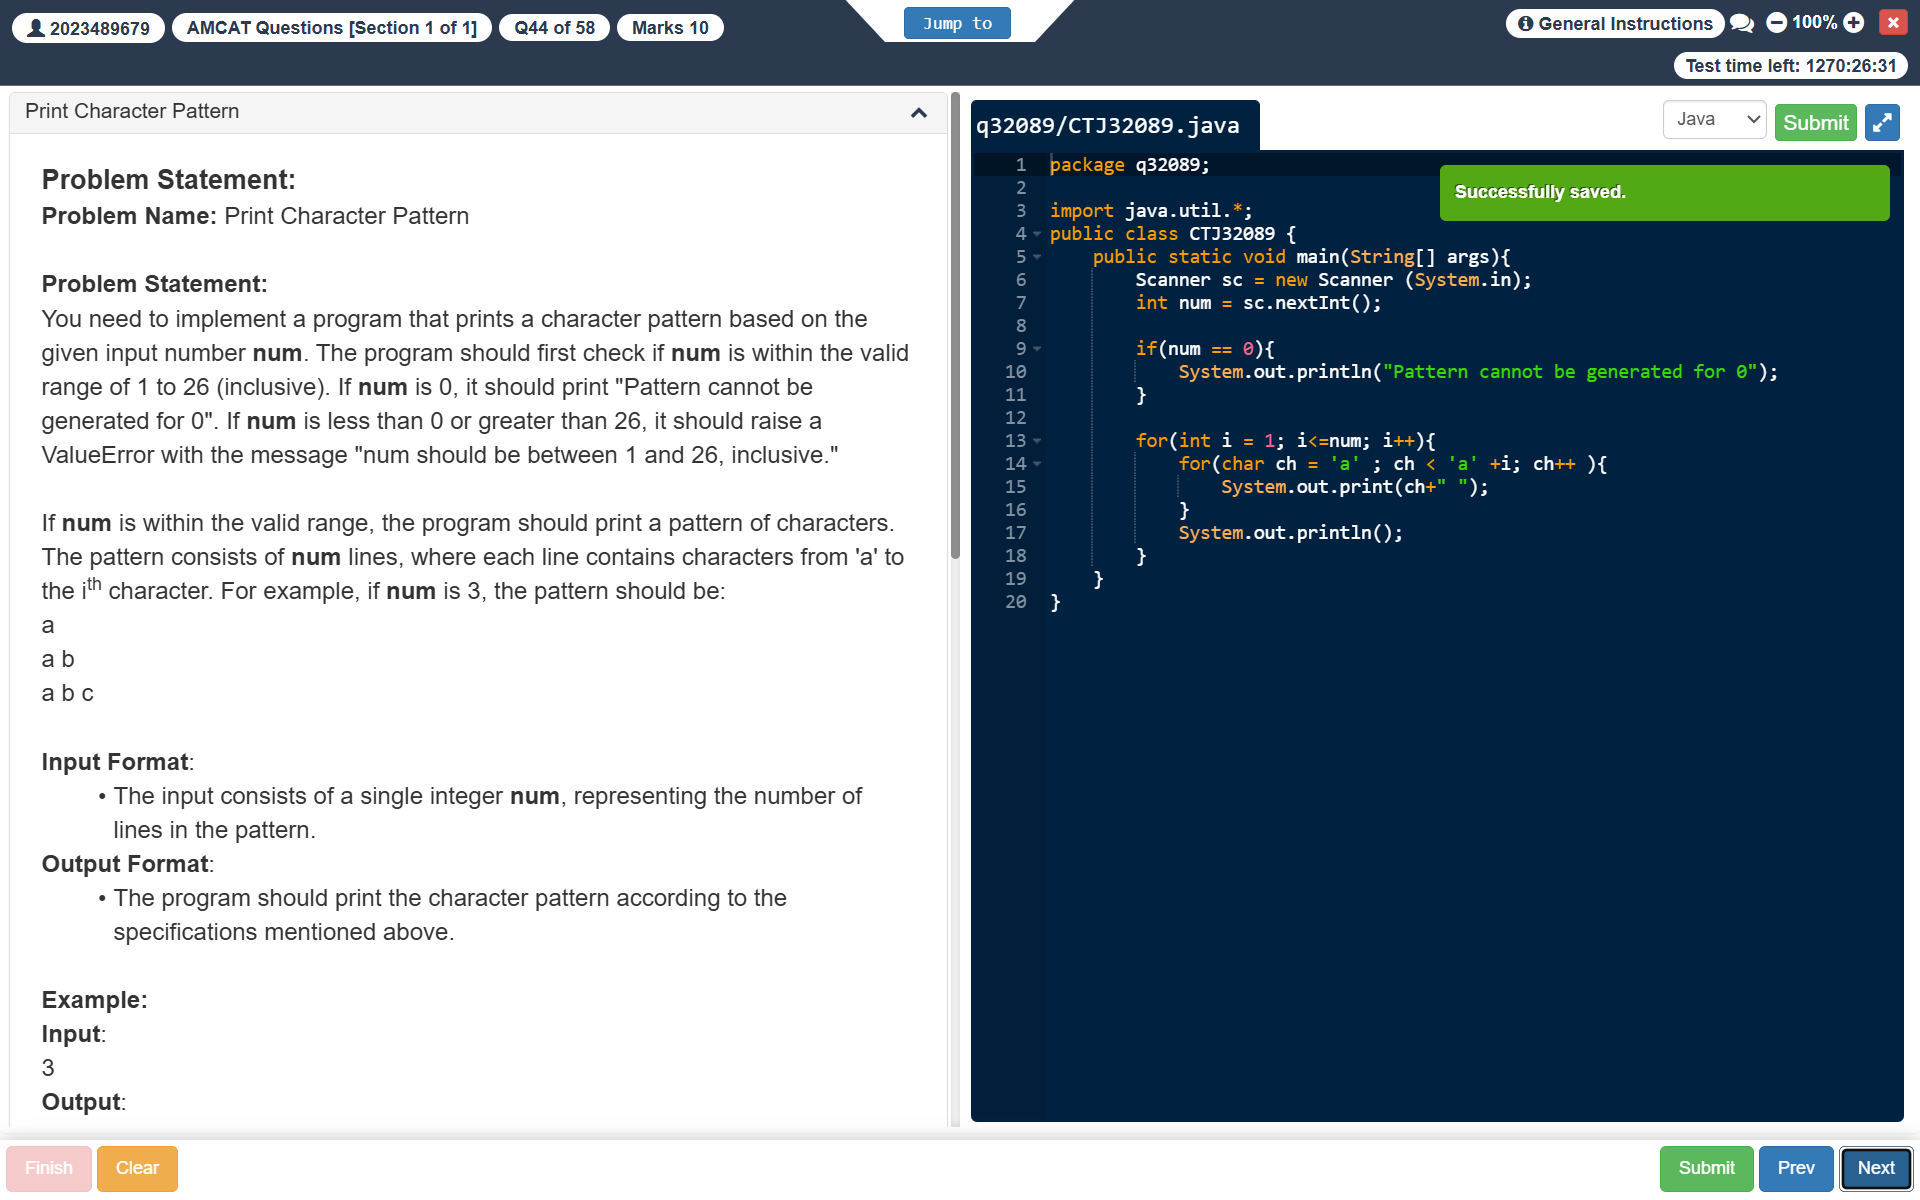 2023489679
AMCAT Questions [Section 1 of 1]
Q44 of 58
Marks 10
Jump to
General Instructions
100%
Test time left: 1270:26:31
Print Character Pattern
Problem Statement:
Problem Name: Print Character Pattern
Problem Statement:
You need to implement a program that prints a character pattern based on the
given input number num. The program should first check if num is within the valid
range of 1 to 26 (inclusive). If num is 0, it should print "Pattern cannot be
generated for 0". If num is less than 0 or greater than 26, it should raise a
ValueError with the message "num should be between 1 and 26, inclusive."
If num is within the valid range, the program should print a pattern of characters.
The pattern consists of num lines, where each line contains characters from 'a' to
the ith character. For example, if num is 3, the pattern should be:
a
a b
a b c
Input Format:
• The input consists of a single integer num, representing the number of
lines in the pattern.
Output Format:
• The program should print the character pattern according to the
specifications mentioned above.
Example:
Input:
3
Output:
q32089/CTJ32089.java
Java
Submit
Successfully saved.
1 package q32089;
2
3 import java.util.*;
4 public class CTJ32089 {
5 public static void main(String[] args){
6 Scanner sc = new Scanner (System.in);
7 int num = sc.nextInt();
8
9 if(num == 0){
10 System.out.println("Pattern cannot be generated for 0");
11 }
12
13 for(int i = 1; i<=num; i++){
14 for(char ch = 'a' ; ch < 'a' +i; ch++ ){
15 System.out.print(ch+" ");
16 }
17 System.out.println();
18 }
19 }
20 }
Finish
Clear
Submit
Prev
Next